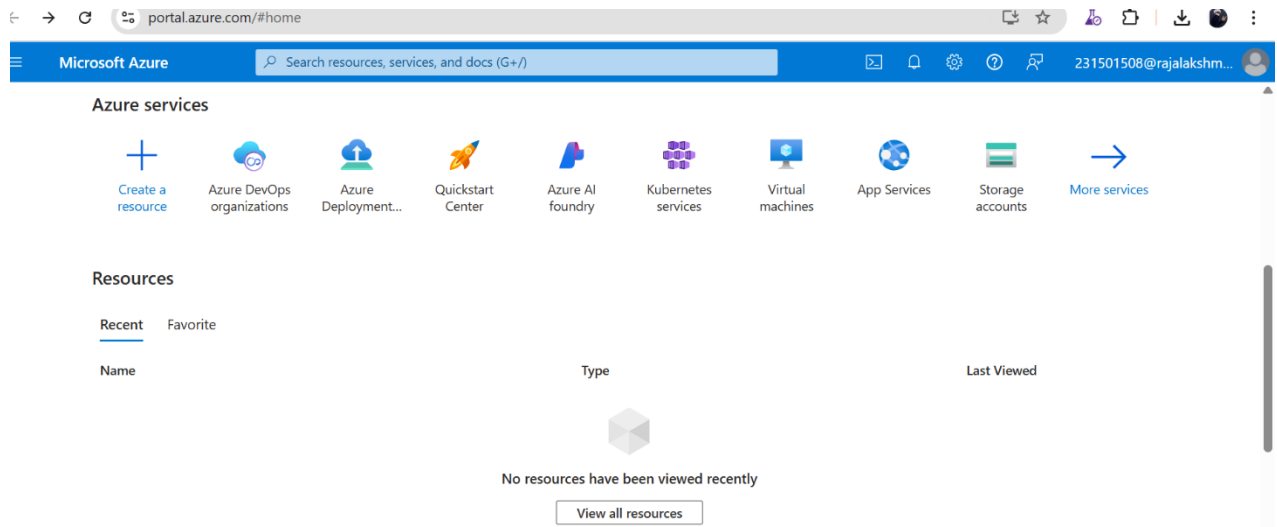 portal.azure.com/#home
Microsoft Azure
Search resources, services, and docs (G+/)
231501508@rajalakshm...
Azure services
Create a
resource
Azure DevOps
organizations
Azure
Deployment...
Quickstart
Center
Azure AI
foundry
Kubernetes
services
Virtual
machines
App Services
Storage
accounts
More services
Resources
Recent
Favorite
Name
Type
Last Viewed
No resources have been viewed recently
View all resources